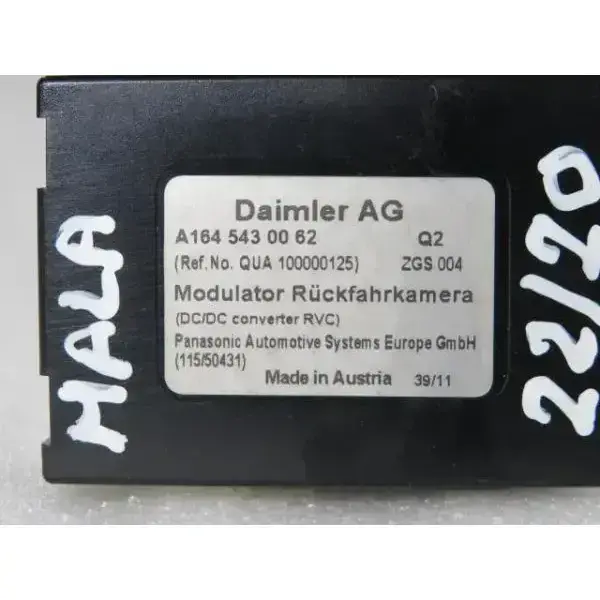 Daimler AG
A164 543 00 62 Q2
(Ref.No. QUA 100000125) ZGS 004
Modulator Rückfahrkamera
(DC/DC converter RVC)
Panasonic Automotive Systems Europe GmbH
(115/50431)
Made in Austria 39/11
HALA
22/20